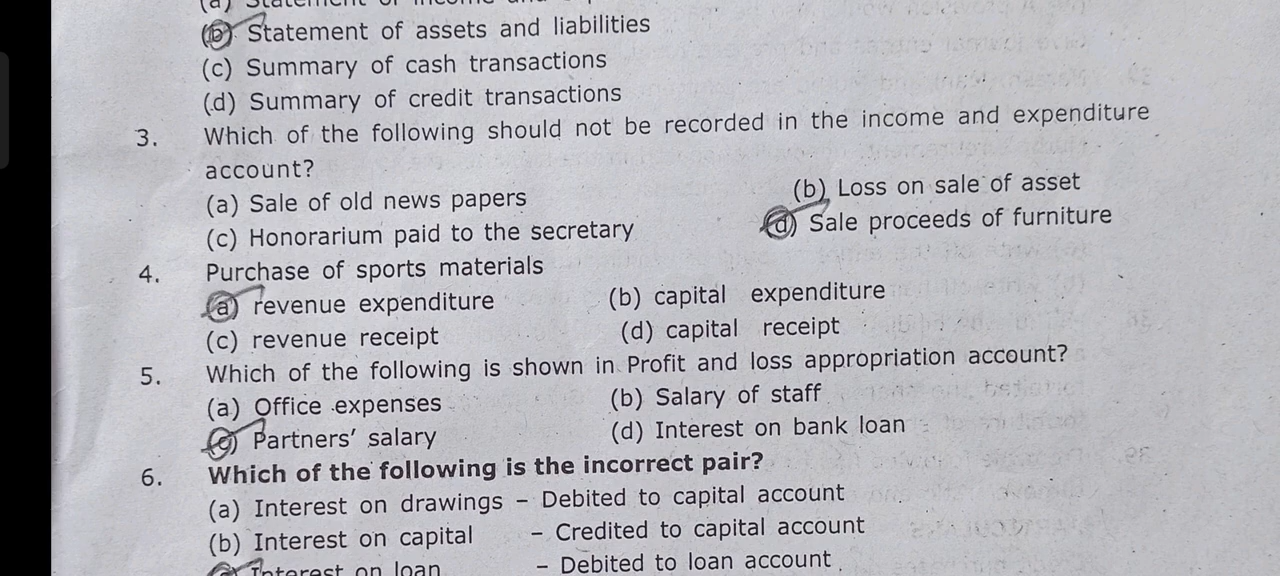 (a) Statement of income and
(b) Statement of assets and liabilities
(c) Summary of cash transactions
(d) Summary of credit transactions
3. Which of the following should not be recorded in the income and expenditure
account?
(a) Sale of old news papers (b) Loss on sale of asset
(c) Honorarium paid to the secretary (d) Sale proceeds of furniture
4. Purchase of sports materials
(a) revenue expenditure (b) capital expenditure
(c) revenue receipt (d) capital receipt
5. Which of the following is shown in Profit and loss appropriation account?
(a) Office expenses (b) Salary of staff
(c) Partners' salary (d) Interest on bank loan
6. Which of the following is the incorrect pair?
(a) Interest on drawings – Debited to capital account
(b) Interest on capital – Credited to capital account
Interest on loan – Debited to loan account